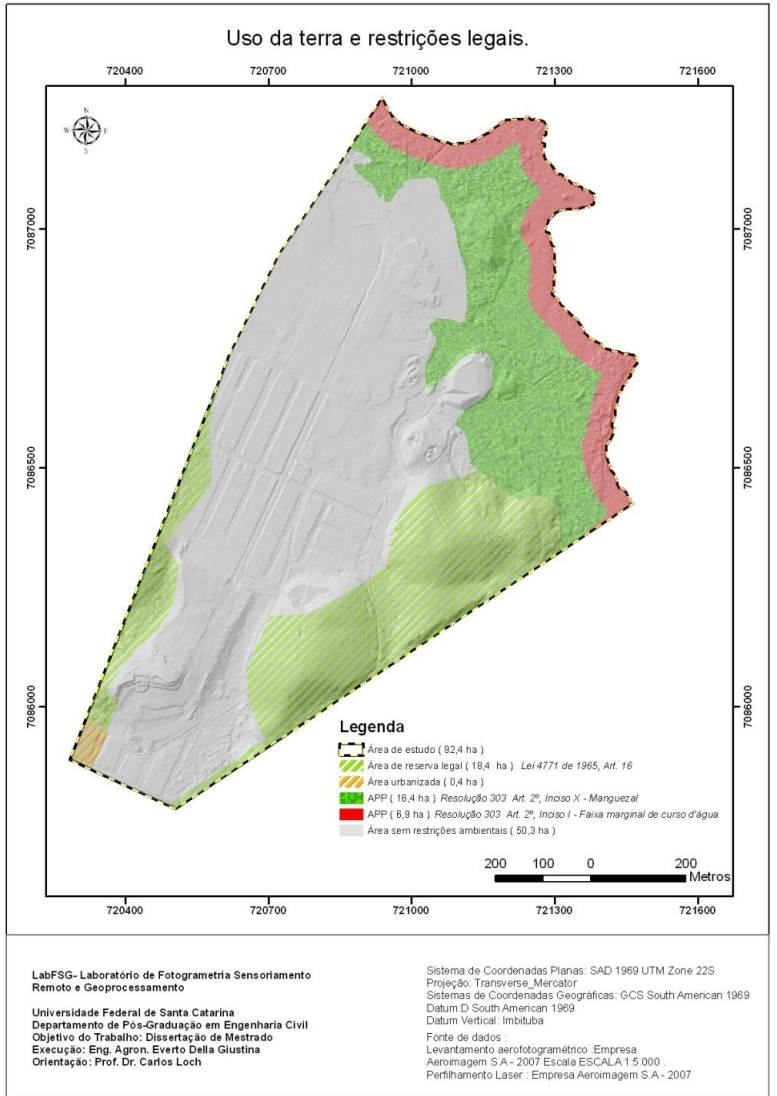 Uso da terra e restrições legais.
720400 720700 721000 721300 721600
N
W E
S
7087000 7087000
7086500 7086500
7086000 7086000
Legenda
Área de estudo ( 92,4 ha )
Área de reserva legal ( 18,4 ha ) Lei 4771 de 1965, Art. 16
Área urbanizada ( 0,4 ha )
APP ( 16,4 ha ) Resolução 303 Art. 2º, Inciso X - Manguezal
APP ( 6,9 ha ) Resolução 303 Art. 2º, Inciso I - Faixa marginal de curso d'água
Área sem restrições ambientais ( 50,3 ha )
200 100 0 200
Metros
720400 720700 721000 721300 721600
LabFSG- Laboratório de Fotogrametria Sensoriamento
Remoto e Geoprocessamento
Universidade Federal de Santa Catarina
Departamento de Pós-Graduação em Engenharia Civil
Objetivo do Trabalho: Dissertação de Mestrado
Execução: Eng. Agron. Everto Della Giustina
Orientação: Prof. Dr. Carlos Loch
Sistema de Coordenadas Planas: SAD 1969 UTM Zone 22S
Projeção: Transverse_Mercator
Sistemas de Coordenadas Geográficas: GCS South American 1969
Datum:D South American 1969
Datum Vertical: Imbituba
Fonte de dados :
Levantamento aerofotogramétrico :Empresa
Aeroimagem S.A - 2007 Escala ESCALA 1:5.000 .
Perfilhamento Laser : Empresa Aeroimagem S.A - 2007